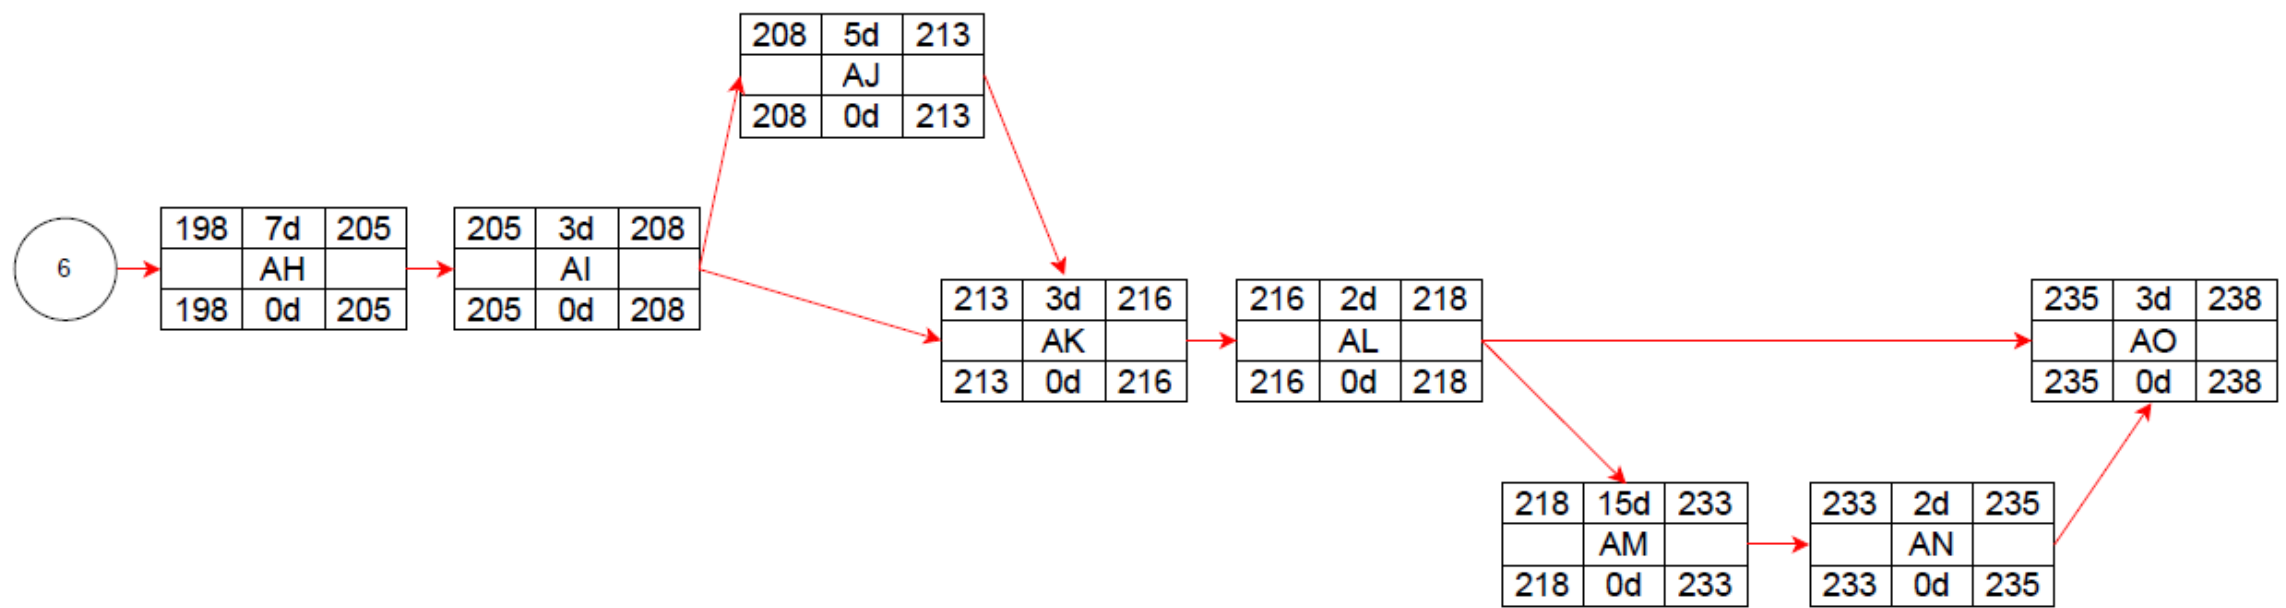 208 5d 213
AJ
208 0d 213
6
198 7d 205
AH
198 0d 205
205 3d 208
AI
205 0d 208
213 3d 216
AK
213 0d 216
216 2d 218
AL
216 0d 218
235 3d 238
AO
235 0d 238
218 15d 233
AM
218 0d 233
233 2d 235
AN
233 0d 235